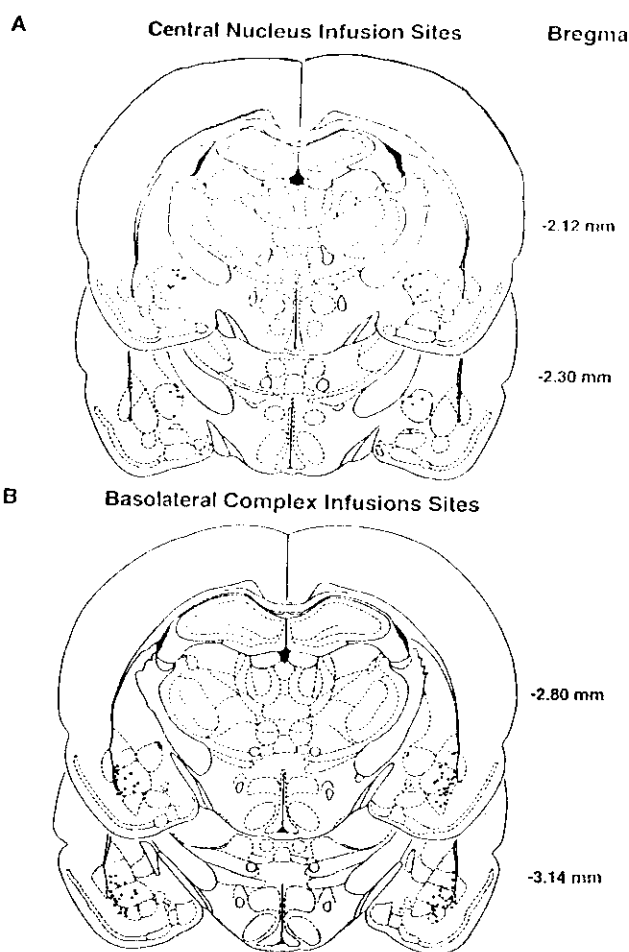 A
Central Nucleus Infusion Sites
Bregma
-2.12 mm
-2.30 mm
B
Basolateral Complex Infusions Sites
-2.80 mm
-3.14 mm